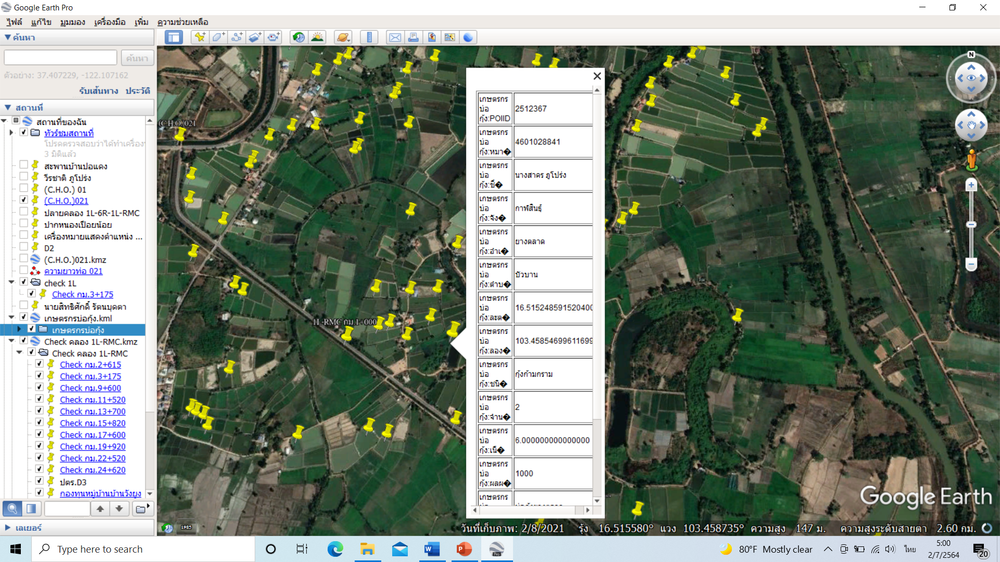 Google Earth Pro
ไฟล์ แก้ไข มุมมอง เครื่องมือ เพิ่ม ความช่วยเหลือ
ค้นหา
ค้นหา
ตัวอย่าง: 37.407229, -122.107162
รับเส้นทาง ประวัติ
สถานที่
สถานที่ของฉัน
ทัวร์ชมสถานที่
โปรดตรวจสอบว่าได้ทำเครื่อง
3 มิติแล้ว
สะพานบ้านปอแดง
วีรชาติ ภูโปร่ง
(C.H.O.) 01
(C.H.O.)021
ปลายคลอง 1L-6R-1L-RMC
ปากหนองเปือยน้อย
เครื่องหมายแสดงตำแหน่ง ...
D2
(C.H.O.)021.kmz
ความยาวท่อ 021
check 1L
Check กม.3+175
นายสิทธิศักดิ์ รัตนบุดตา
เกษตรกรบ่อกุ้ง.kml
เกษตรกรบ่อกุ้ง
Check คลอง 1L-RMC.kmz
Check คลอง 1L-RMC
Check กม.2+615
Check กม.3+175
Check กม.9+600
Check กม.11+520
Check กม.13+700
Check กม.15+820
Check กม.17+600
Check กม.19+920
Check กม.22+520
Check กม.24+620
ปตร.D3
กองทุนหมู่บ้านบ้านวังยูง
เลเยอร์
(C.H.O.)021
1L-RMC กม.1+000
เกษตรกร
บ่อ
กุ้ง:POIID
2512367
เกษตรกร
บ่อ
กุ้ง:หมา�
4601028841
เกษตรกร
บ่อ
กุ้ง:ชื่�
นางสาคร ภูโปร่ง
เกษตรกร
บ่อ
กุ้ง:จัง�
กาฬสินธุ์
เกษตรกร
บ่อ
กุ้ง:อำเ�
ยางตลาด
เกษตรกร
บ่อ
กุ้ง:ตำบ�
บัวบาน
เกษตรกร
บ่อ
กุ้ง:ละต�
16.515248591520400
เกษตรกร
บ่อ
กุ้ง:ลอง�
103.45854699611699
เกษตรกร
บ่อ
กุ้ง:ชนิ�
กุ้งก้ามกราม
เกษตรกร
บ่อ
กุ้ง:จำน�
2
เกษตรกร
บ่อ
กุ้ง:เนื�
6.000000000000000
เกษตรกร
บ่อ
กุ้ง:ผลผ�
1000
เกษตรกร
N
Google Earth
1985
วันที่เก็บภาพ: 2/8/2021 รุ้ง 16.515580° แวง 103.458735° ความสูง 147 ม. ความสูงระดับสายตา 2.60 กม.
Type here to search
80°F Mostly clear
ไทย
5:00
2/7/2564
20